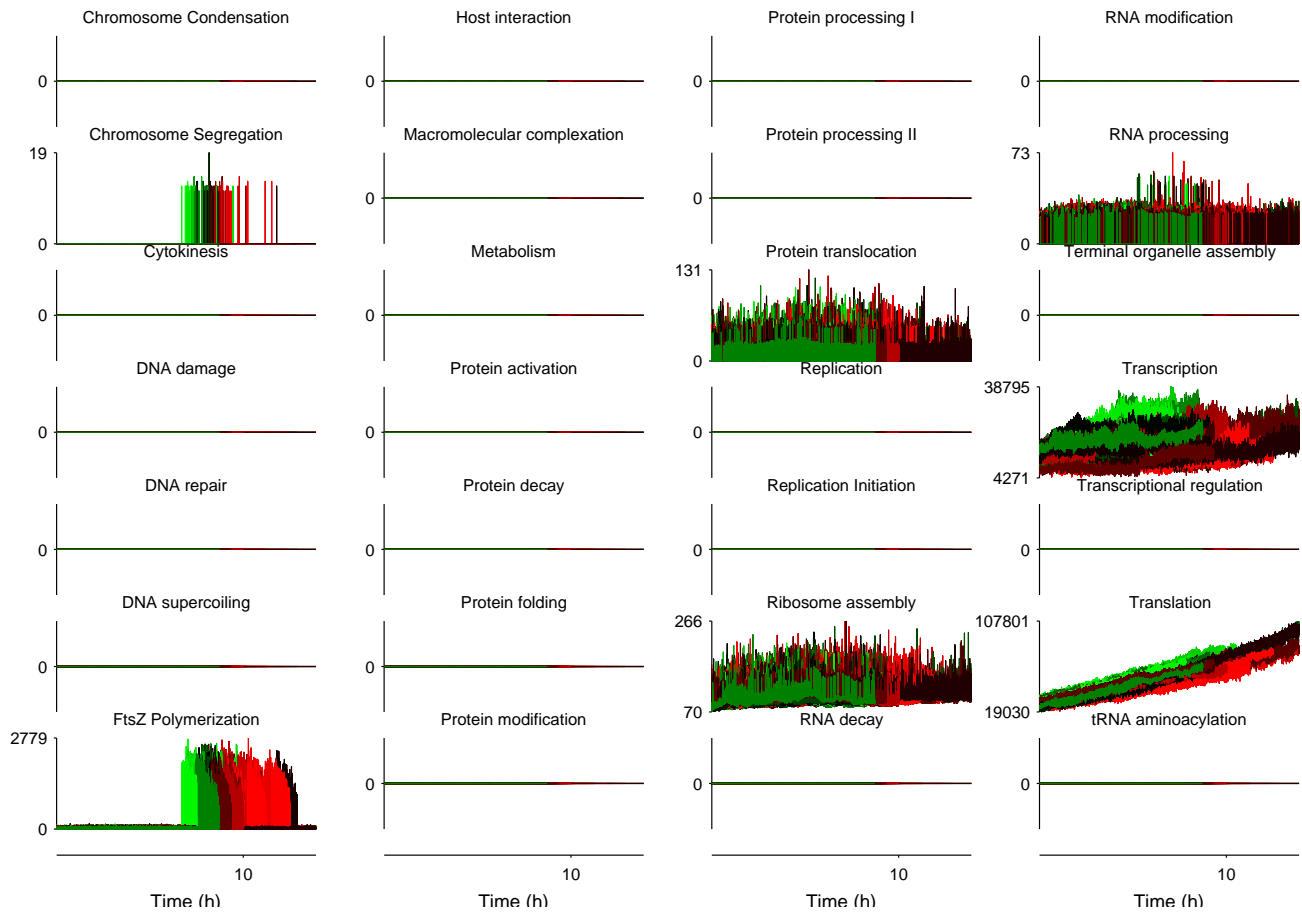 Chromosome Condensation
0
Chromosome Segregation
19
0
Cytokinesis
0
DNA damage
0
DNA repair
0
DNA supercoiling
0
FtsZ Polymerization
2779
0
10
Time (h)
Host interaction
0
Macromolecular complexation
0
Metabolism
0
Protein activation
0
Protein decay
0
Protein folding
0
Protein modification
0
10
Time (h)
Protein processing I
0
Protein processing II
0
Protein translocation
131
0
Replication
0
Replication Initiation
0
Ribosome assembly
266
70
RNA decay
0
10
Time (h)
RNA modification
0
RNA processing
73
0
Terminal organelle assembly
0
Transcription
38795
4271
Transcriptional regulation
0
Translation
107801
19030
tRNA aminoacylation
0
10
Time (h)